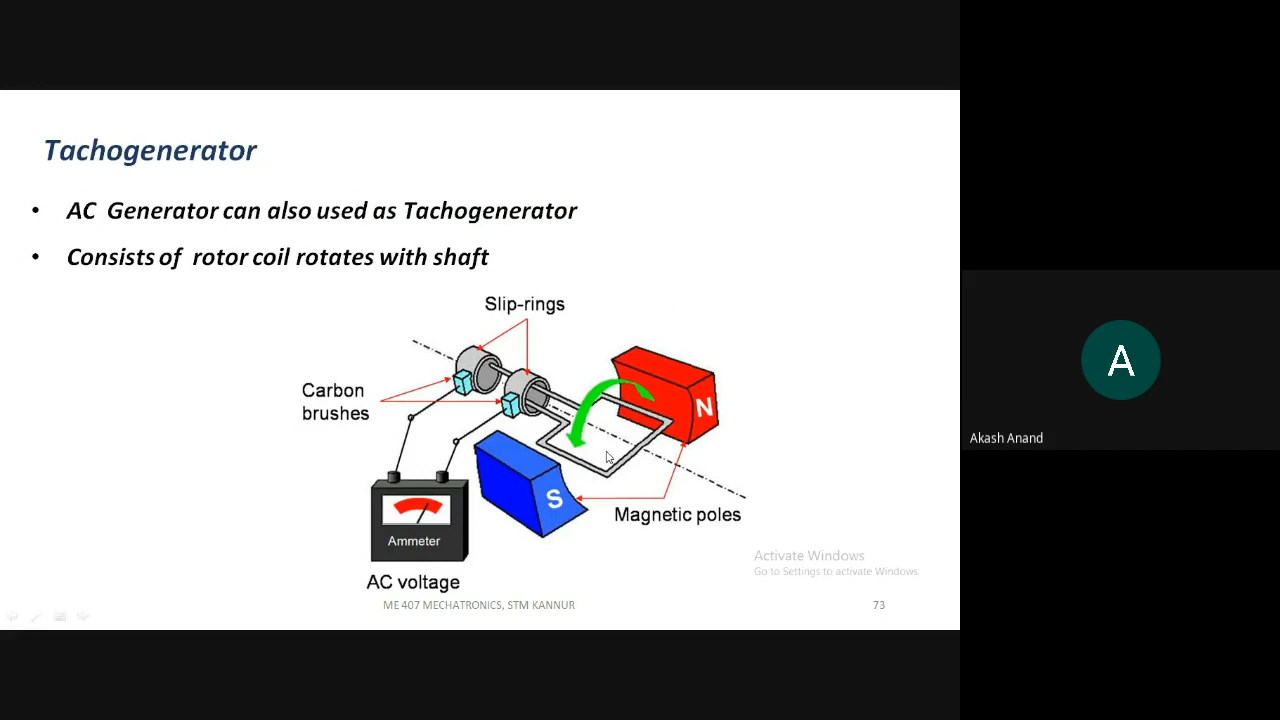 Tachogenerator
• AC Generator can also used as Tachogenerator
• Consists of rotor coil rotates with shaft
Slip-rings
Carbon
brushes
N
S
Magnetic poles
Ammeter
AC voltage
Activate Windows
Go to Settings to activate Windows.
ME 407 MECHATRONICS, STM KANNUR
73
A
Akash Anand